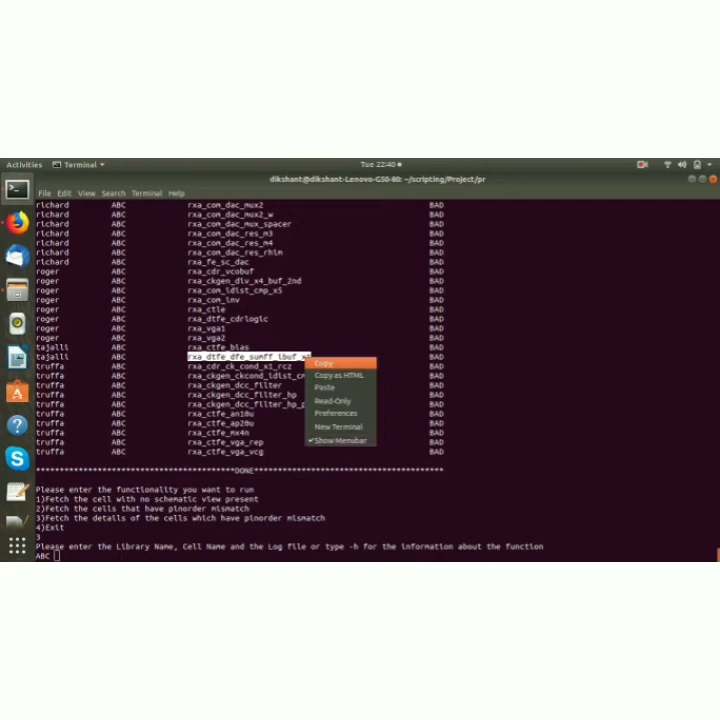 Activities Terminal Tue 22:40
dikshant@dikshant-Lenovo-G50-80: ~/scripting/Project/pr
File Edit View Search Terminal Help
richard ABC rxa_com_dac_mux2 BAD
richard ABC rxa_com_dac_mux2_w BAD
richard ABC rxa_com_dac_mux_spacer BAD
richard ABC rxa_com_dac_res_m3 BAD
richard ABC rxa_com_dac_res_m4 BAD
richard ABC rxa_com_dac_res_rhim BAD
richard ABC rxa_fe_sc_dac BAD
roger ABC rxa_cdr_vcobuf BAD
roger ABC rxa_ckgen_div_x4_buf_2nd BAD
roger ABC rxa_com_idist_cmp_x5 BAD
roger ABC rxa_com_inv BAD
roger ABC rxa_ctle BAD
roger ABC rxa_dtfe_cdrlogic BAD
roger ABC rxa_vga1 BAD
roger ABC rxa_vga2 BAD
tajalli ABC rxa_ctfe_bias BAD
tajalli ABC rxa_dtfe_dfe_sumff_ibuf_x BAD
truffa ABC rxa_cdr_ck_cond_x1_rcz BAD
truffa ABC rxa_ckgen_ckcond_idist_cm BAD
truffa ABC rxa_ckgen_dcc_filter BAD
truffa ABC rxa_ckgen_dcc_filter_hp BAD
truffa ABC rxa_ckgen_dcc_filter_hp_p BAD
truffa ABC rxa_ctfe_an10u BAD
truffa ABC rxa_ctfe_ap20u BAD
truffa ABC rxa_ctfe_mx4n BAD
truffa ABC rxa_ctfe_vga_rep BAD
truffa ABC rxa_ctfe_vga_vcg BAD
Copy
Copy as HTML
Paste
Read-Only
Preferences
New Terminal
Show Menubar
******************************************DONE****************************************
Please enter the functionality you want to run
1)Fetch the cell with no schematic view present
2)Fetch the cells that have pinorder mismatch
3)Fetch the details of the cells which have pinorder mismatch
4)Exit
3
Please enter the Library Name, Cell Name and the Log file or type -h for the information about the function
ABC